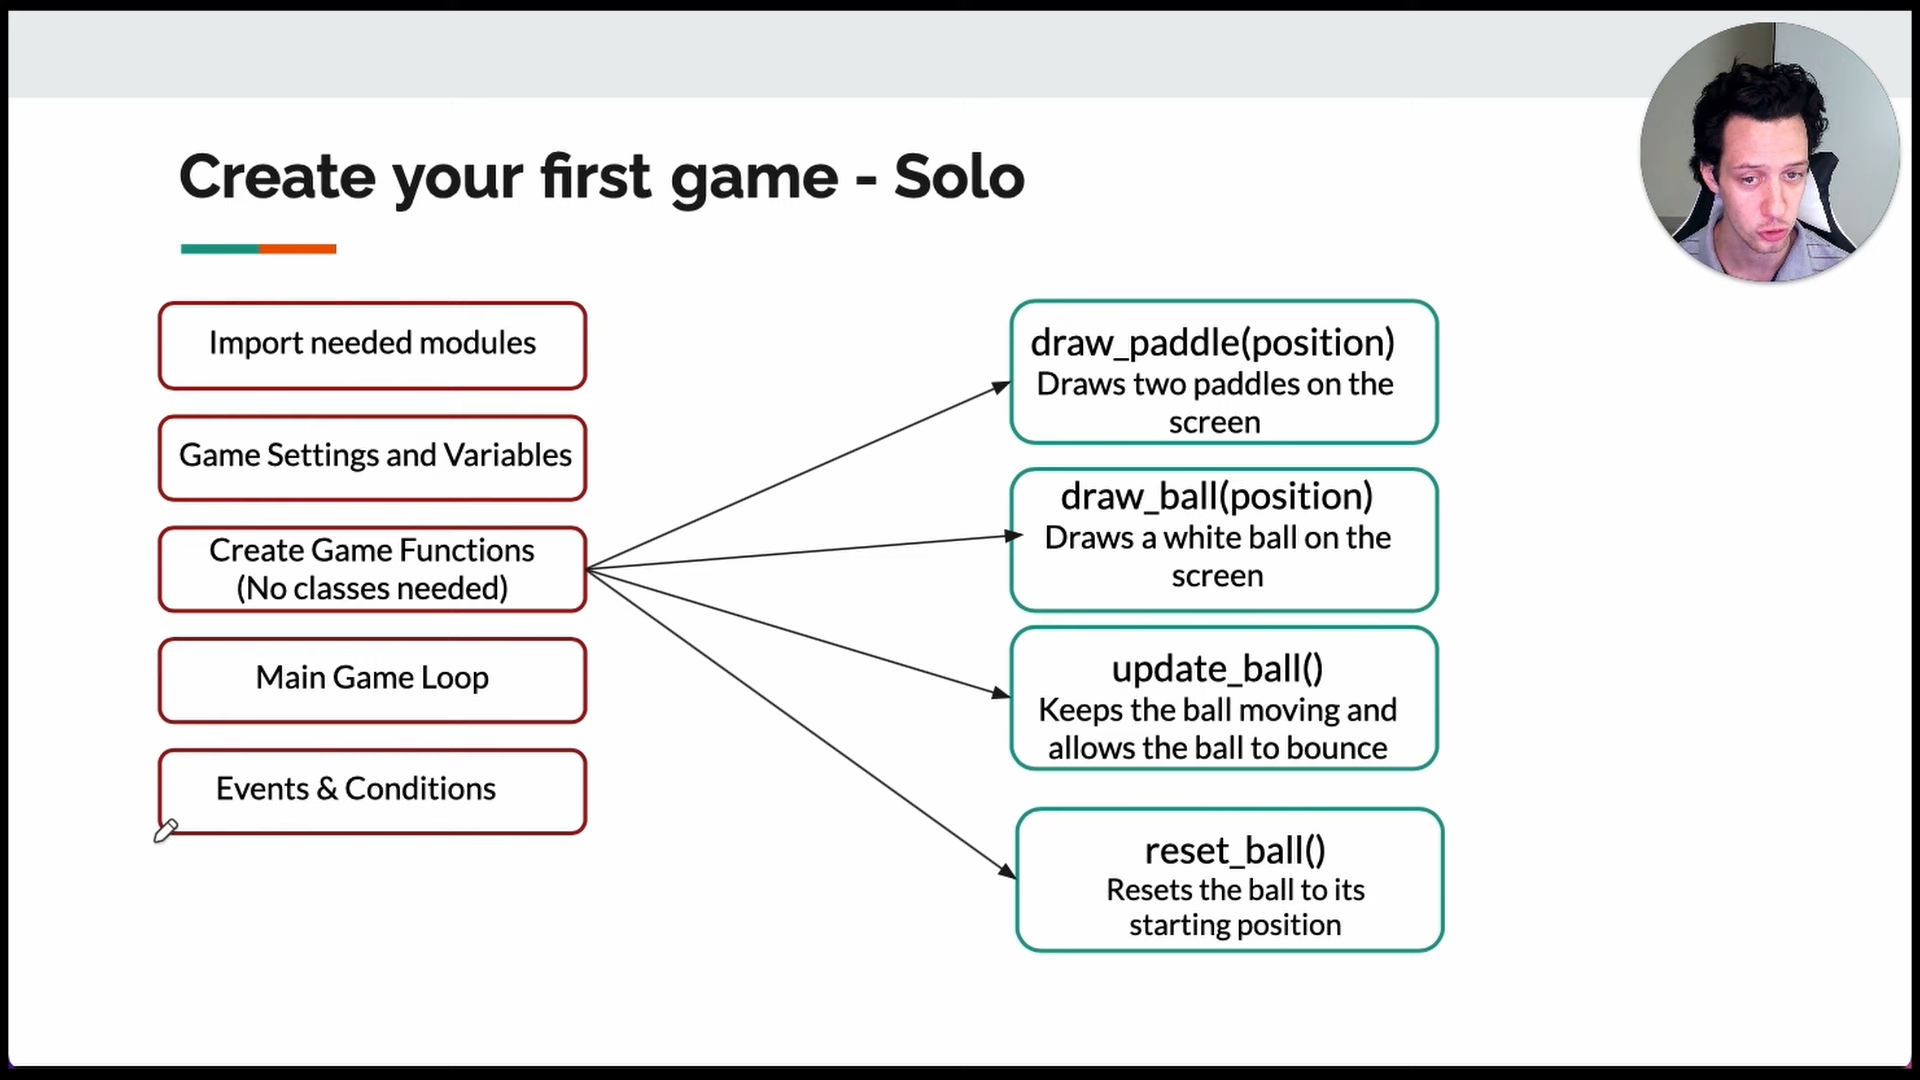 Create your first game - Solo
Import needed modules
Game Settings and Variables
Create Game Functions
(No classes needed)
Main Game Loop
Events & Conditions
draw_paddle(position)
Draws two paddles on the
screen
draw_ball(position)
Draws a white ball on the
screen
update_ball()
Keeps the ball moving and
allows the ball to bounce
reset_ball()
Resets the ball to its
starting position